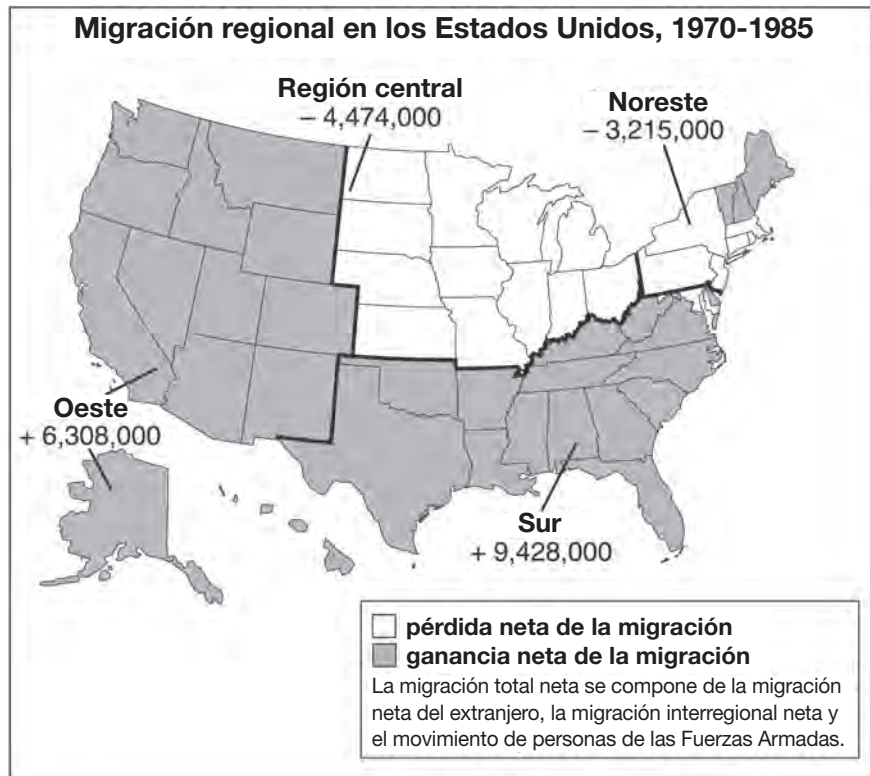 Migración regional en los Estados Unidos, 1970-1985
Región central
– 4,474,000
Noreste
– 3,215,000
Oeste
+ 6,308,000
Sur
+ 9,428,000
pérdida neta de la migración
ganancia neta de la migración
La migración total neta se compone de la migración
neta del extranjero, la migración interregional neta y
el movimiento de personas de las Fuerzas Armadas.